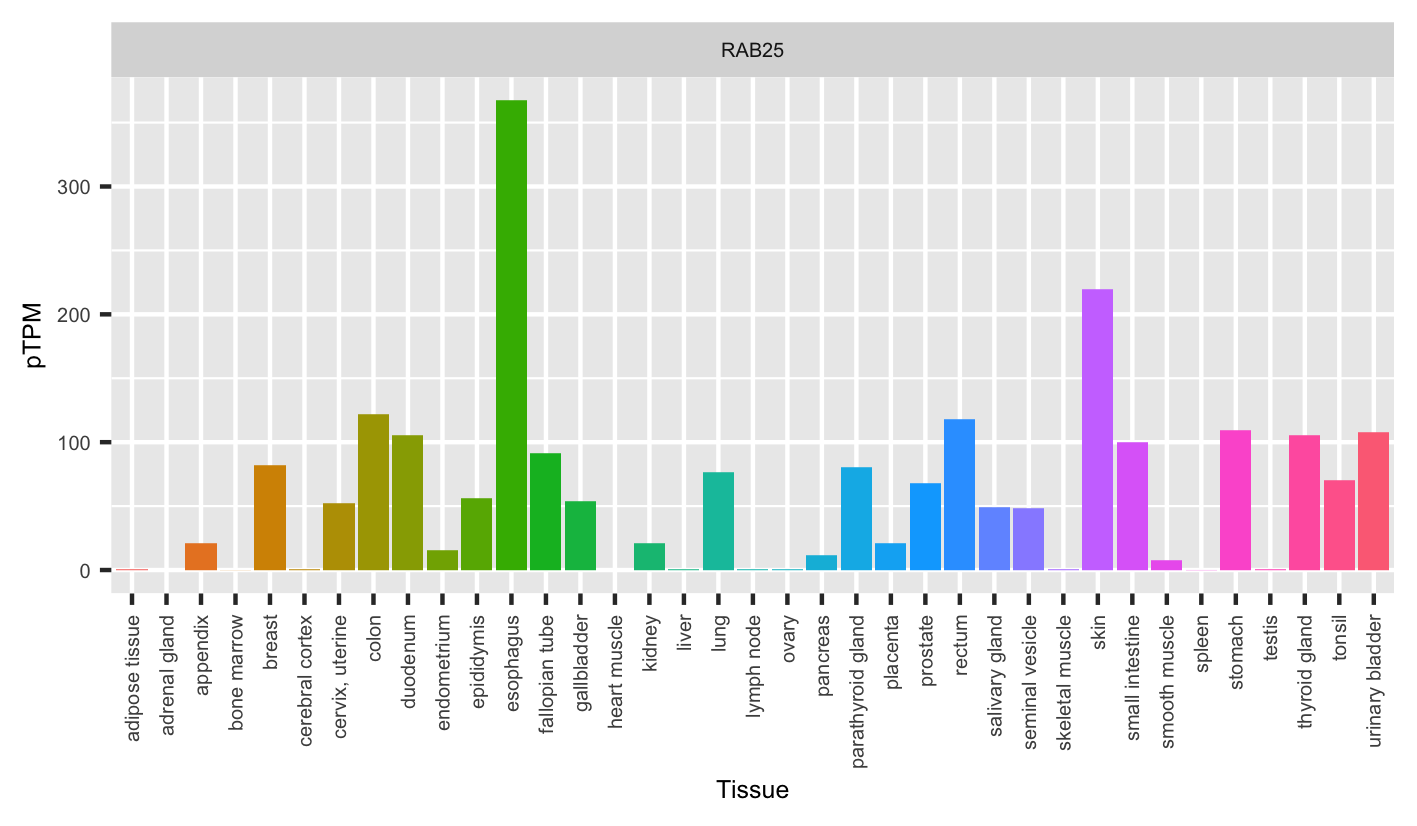 RAB25
pTPM
300
200
100
0
adipose tissue
adrenal gland
appendix
bone marrow
breast
cerebral cortex
cervix, uterine
colon
duodenum
endometrium
epididymis
esophagus
fallopian tube
gallbladder
heart muscle
kidney
liver
lung
lymph node
ovary
pancreas
parathyroid gland
placenta
prostate
rectum
salivary gland
seminal vesicle
skeletal muscle
skin
small intestine
smooth muscle
spleen
stomach
testis
thyroid gland
tonsil
urinary bladder
Tissue